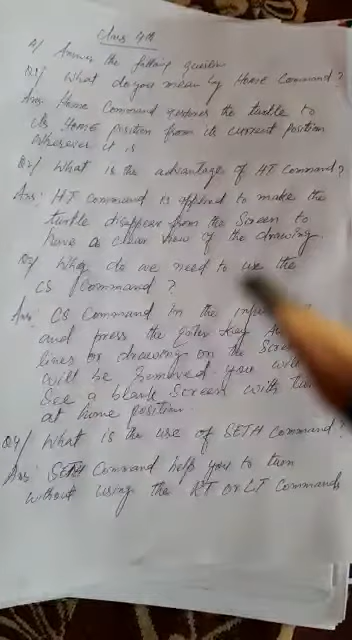 Class 4th
A/ Answer the following question
Q1/ What do you mean by Home Command?
Ans: Home Command restores the turtle to
its Home position from its current position
wherever it is
Q2/ What is the advantage of HT Command?
Ans: HT Command is applied to make the
turtle disappear from the Screen to
have a clear view of the drawing
Q3/ Why do we need to use the
CS Command?
Ans: CS Command in the
and press the Enter Key
lines or drawing on the Screen
will be removed. you will
See a blank Screen with
at home position.
Q4/ What is the use of SETH Command?
Ans: SETH Command help you to turn
without using the RT or LT Commands